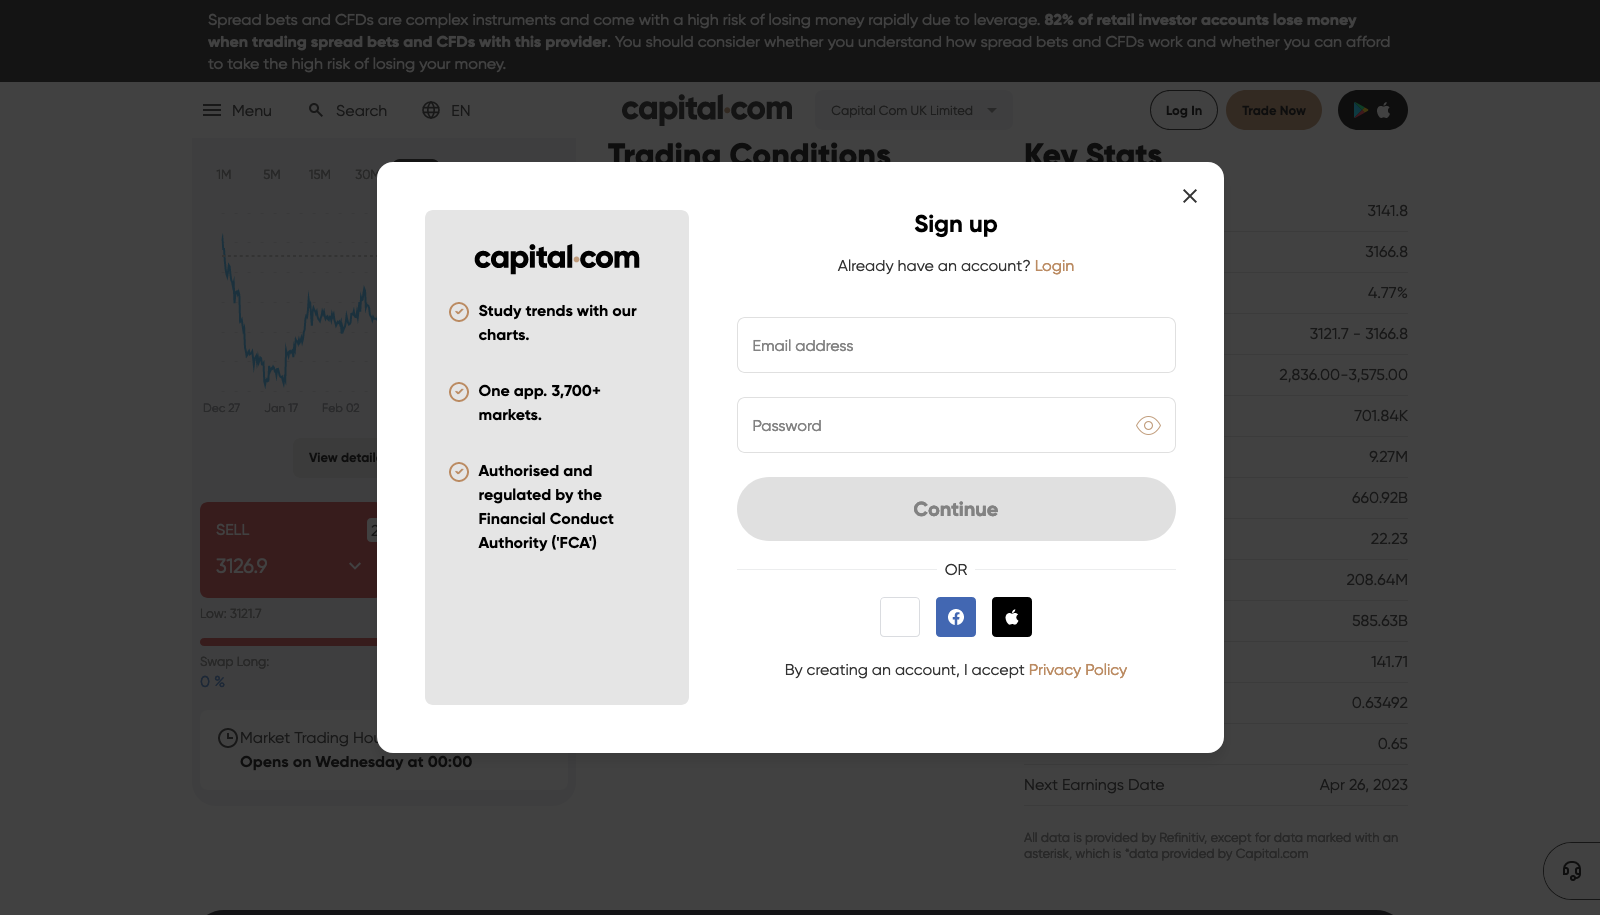 Spread bets and CFDs are complex instruments and come with a high risk of losing money rapidly due to leverage. 82% of retail investor accounts lose money
when trading spread bets and CFDs with this provider. You should consider whether you understand how spread bets and CFDs work and whether you can afford
to take the high risk of losing your money.
Menu
Search
EN
capital.com
Capital Com UK Limited
Log In
Trade Now
Trading Conditions
Key Stats
1M
5M
15M
Dec 27
Jan 17
Feb 02
SELL
3126.9
Low: 3121.7
Swap Long:
0 %
Market Trading
Opens on Wednesday at 00:00
capital.com
Study trends with our
charts.
One app. 3,700+
markets.
Authorised and
regulated by the
Financial Conduct
Authority ('FCA')
Sign up
Already have an account? Login
Email address
Password
Continue
OR
By creating an account, I accept Privacy Policy
3141.8
3166.8
4.77%
3121.7 - 3166.8
2,836.00-3,575.00
701.84K
9.27M
660.92B
22.23
208.64M
585.63B
141.71
0.63492
0.65
Next Earnings Date
Apr 26, 2023
All data is provided by Refinitiv, except for data marked with an
asterisk, which is *data provided by Capital.com